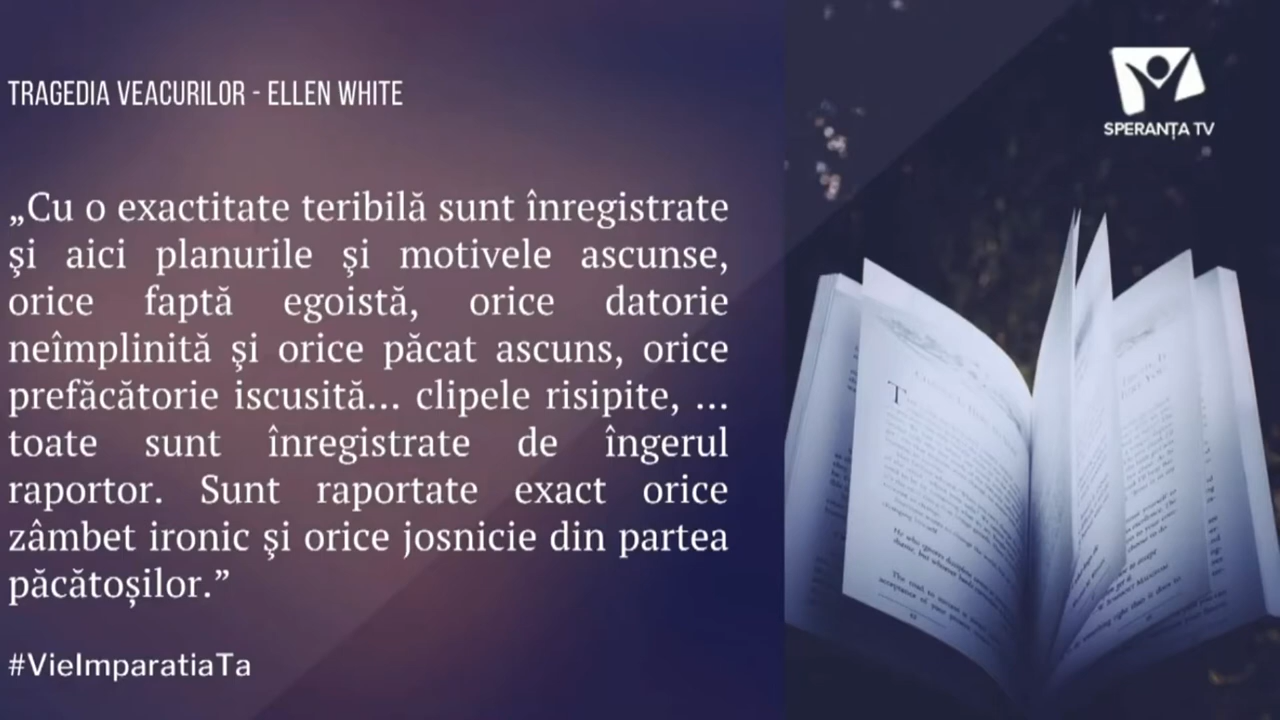 TRAGEDIA VEACURILOR - ELLEN WHITE
SPERANȚA TV
„Cu o exactitate teribilă sunt înregistrate
şi aici planurile şi motivele ascunse,
orice faptă egoistă, orice datorie
neîmplinită şi orice păcat ascuns, orice
prefăcătorie iscusită... clipele risipite, ...
toate sunt înregistrate de îngerul
raportor. Sunt raportate exact orice
zâmbet ironic şi orice josnicie din partea
păcătoșilor.”
#VieImparatiaTa